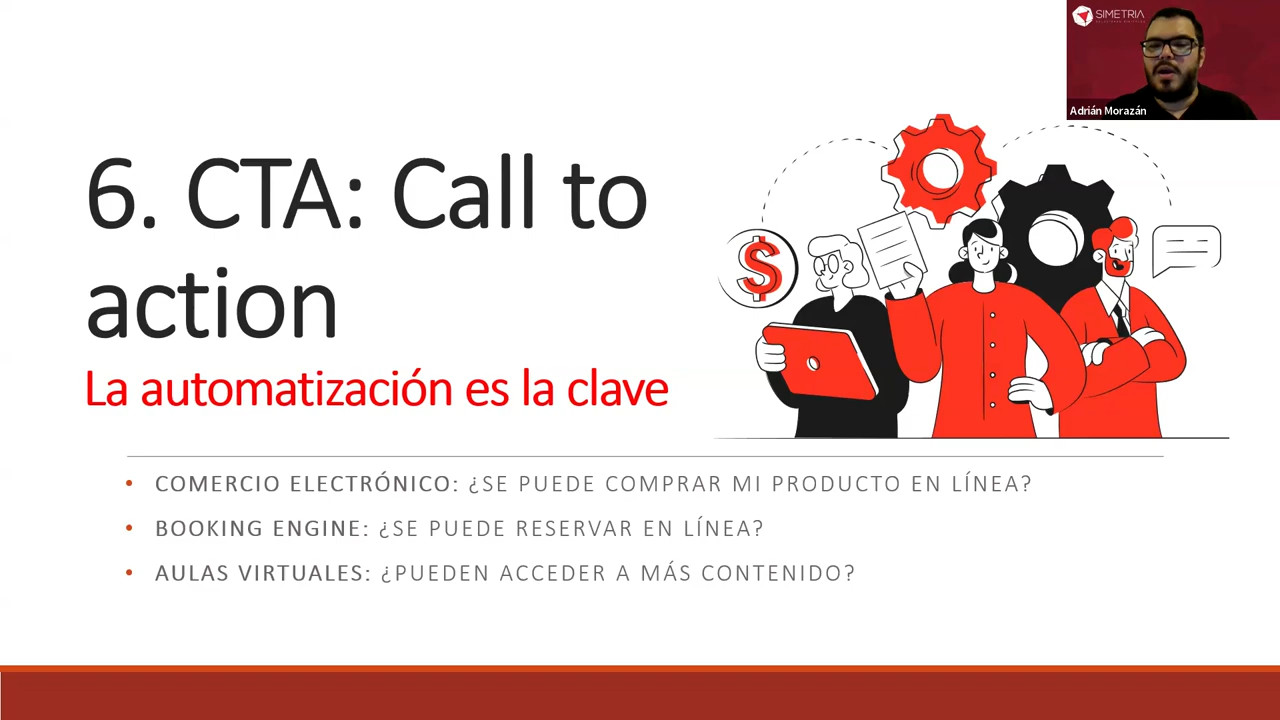 SIMETRIA
Adrián Morazán
6. CTA: Call to
action
La automatización es la clave
$
• COMERCIO ELECTRÓNICO: ¿SE PUEDE COMPRAR MI PRODUCTO EN LÍNEA?
• BOOKING ENGINE: ¿SE PUEDE RESERVAR EN LÍNEA?
• AULAS VIRTUALES: ¿PUEDEN ACCEDER A MÁS CONTENIDO?